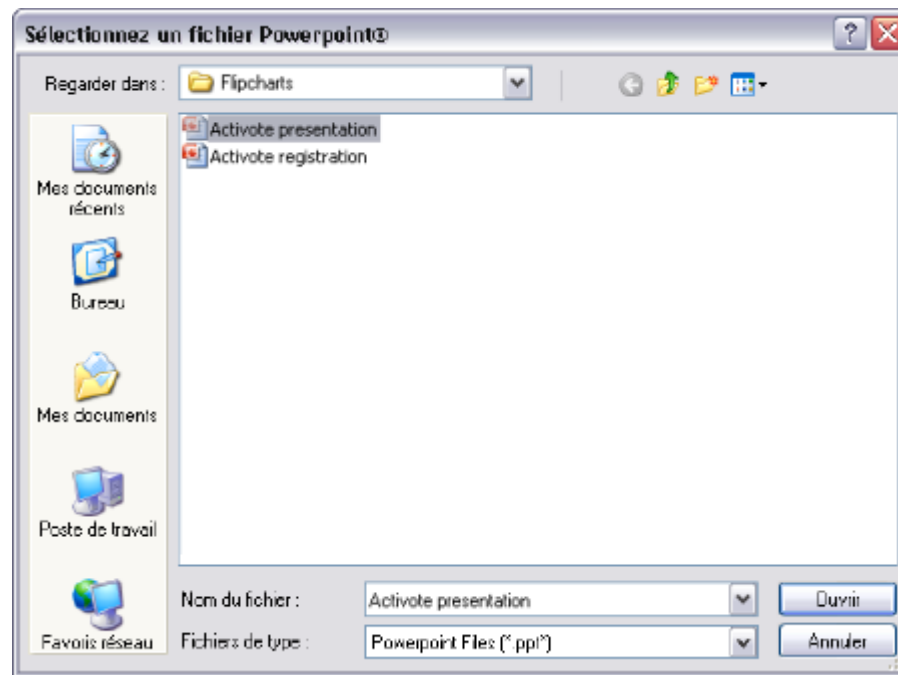 Sélectionnez un fichier Powerpoint®
Regarder dans :
Flipcharts
Activote presentation
Activote registration
Mes documents
récents
Bureau
Mes documents
Poste de travail
Favoris réseau
Nom du fichier :
Activote presentation
Ouvrir
Fichiers de type :
Powerpoint Files (*.ppt*)
Annuler